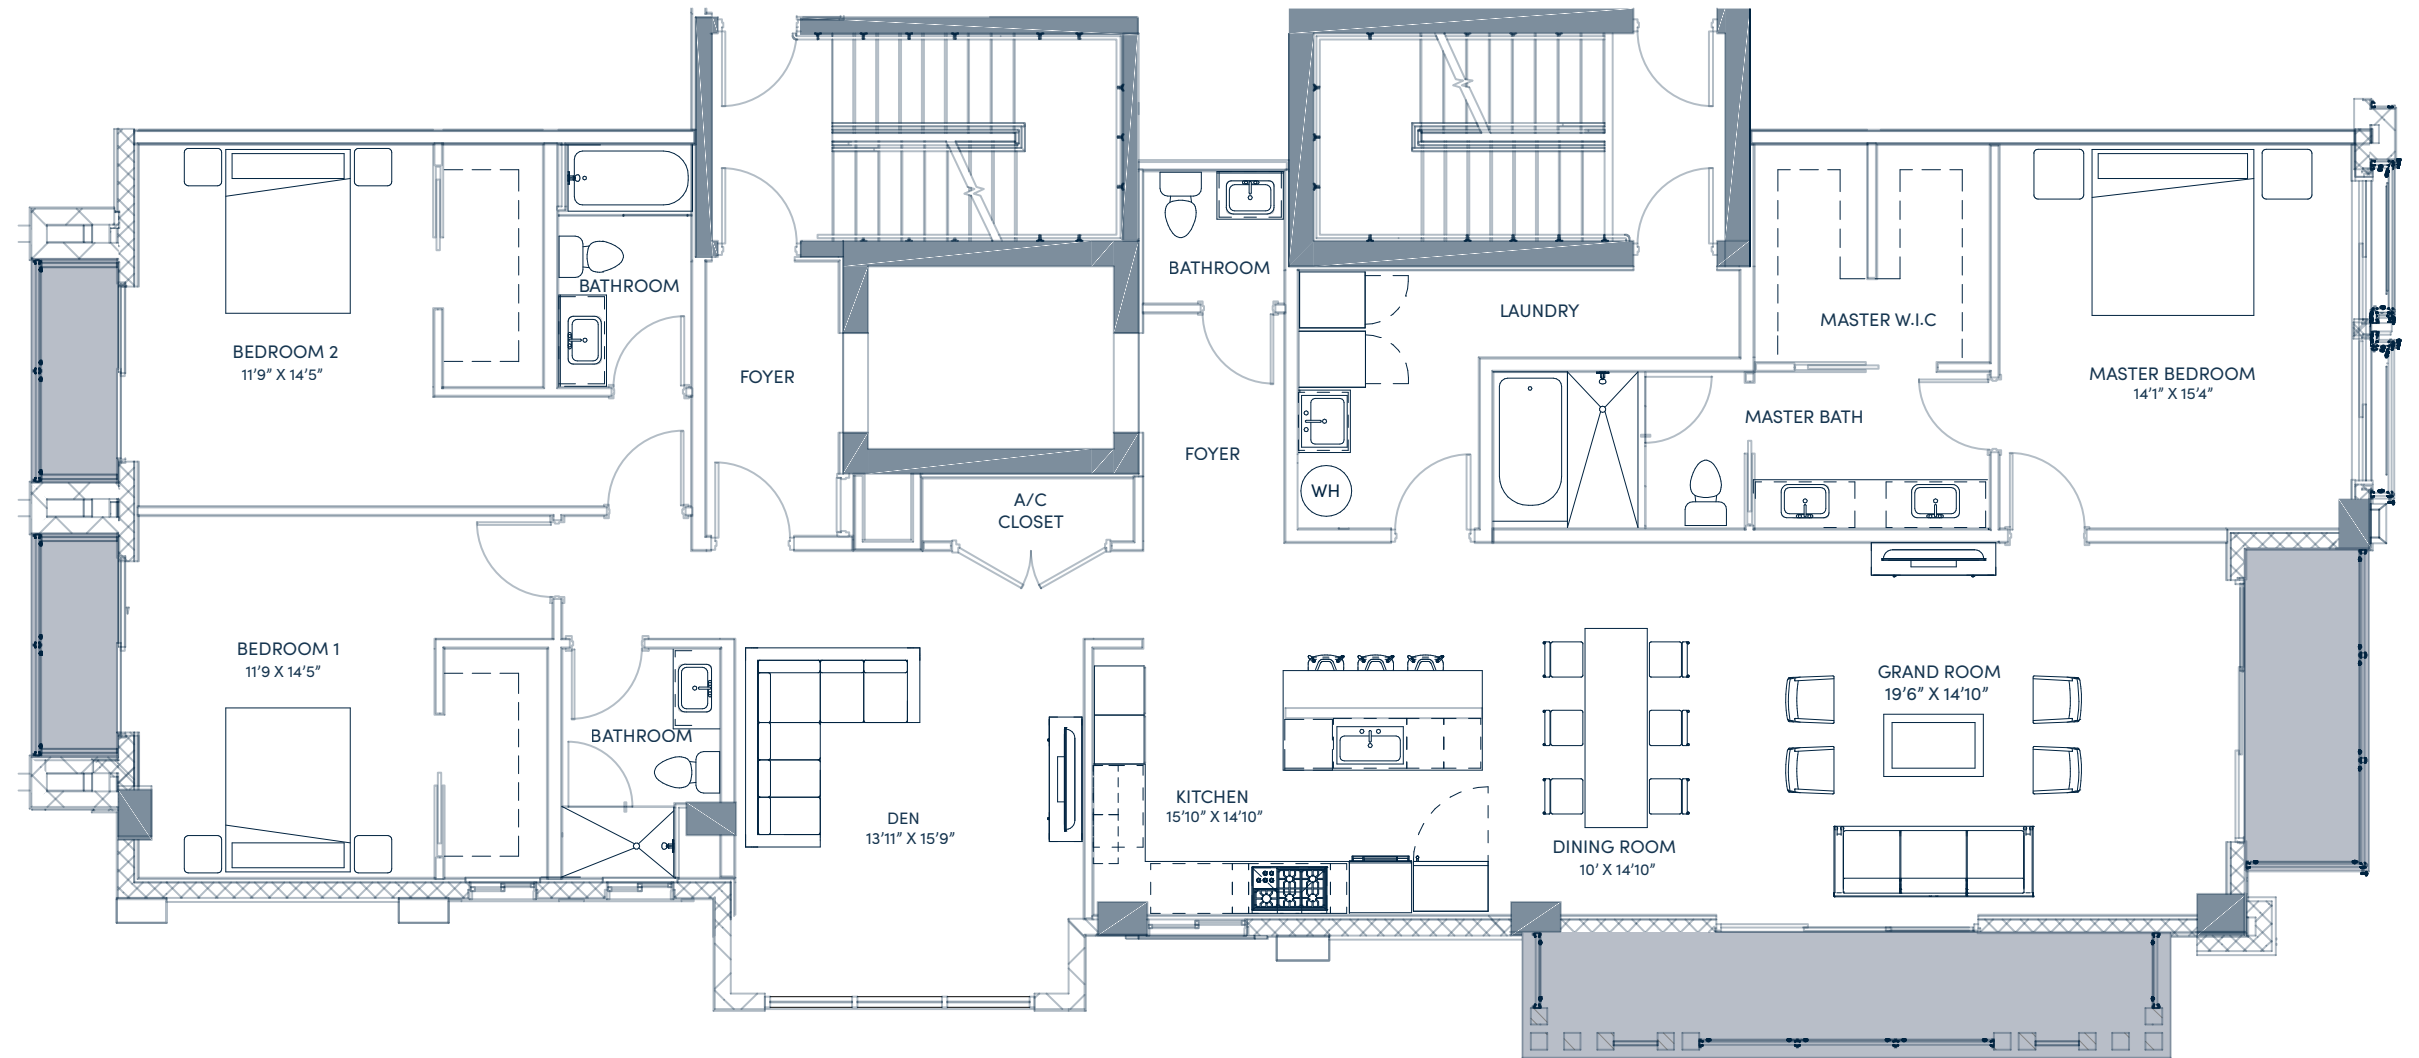 BATHROOM
BATHROOM
LAUNDRY
MASTER W.I.C
BEDROOM 2
11'9" X 14'5"
FOYER
MASTER BEDROOM
14'1" X 15'4"
MASTER BATH
FOYER
WH
A/C
CLOSET
BEDROOM 1
11'9 X 14'5"
GRAND ROOM
19'6" X 14'10"
BATHROOM
KITCHEN
15'10" X 14'10"
DEN
13'11" X 15'9"
DINING ROOM
10' X 14'10"